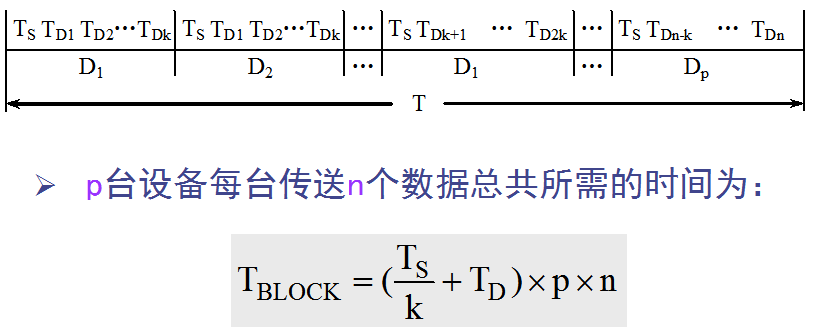 TS TD1 TD2…TDk TS TD1 TD2…TDk … TS TDk+1 … TD2k … TS TDn-k … TDn
D1 D2 … D1 … Dp
T
➢ p台设备每台传送n个数据总共所需的时间为：
TBLOCK = (TS/k + TD) × p × n